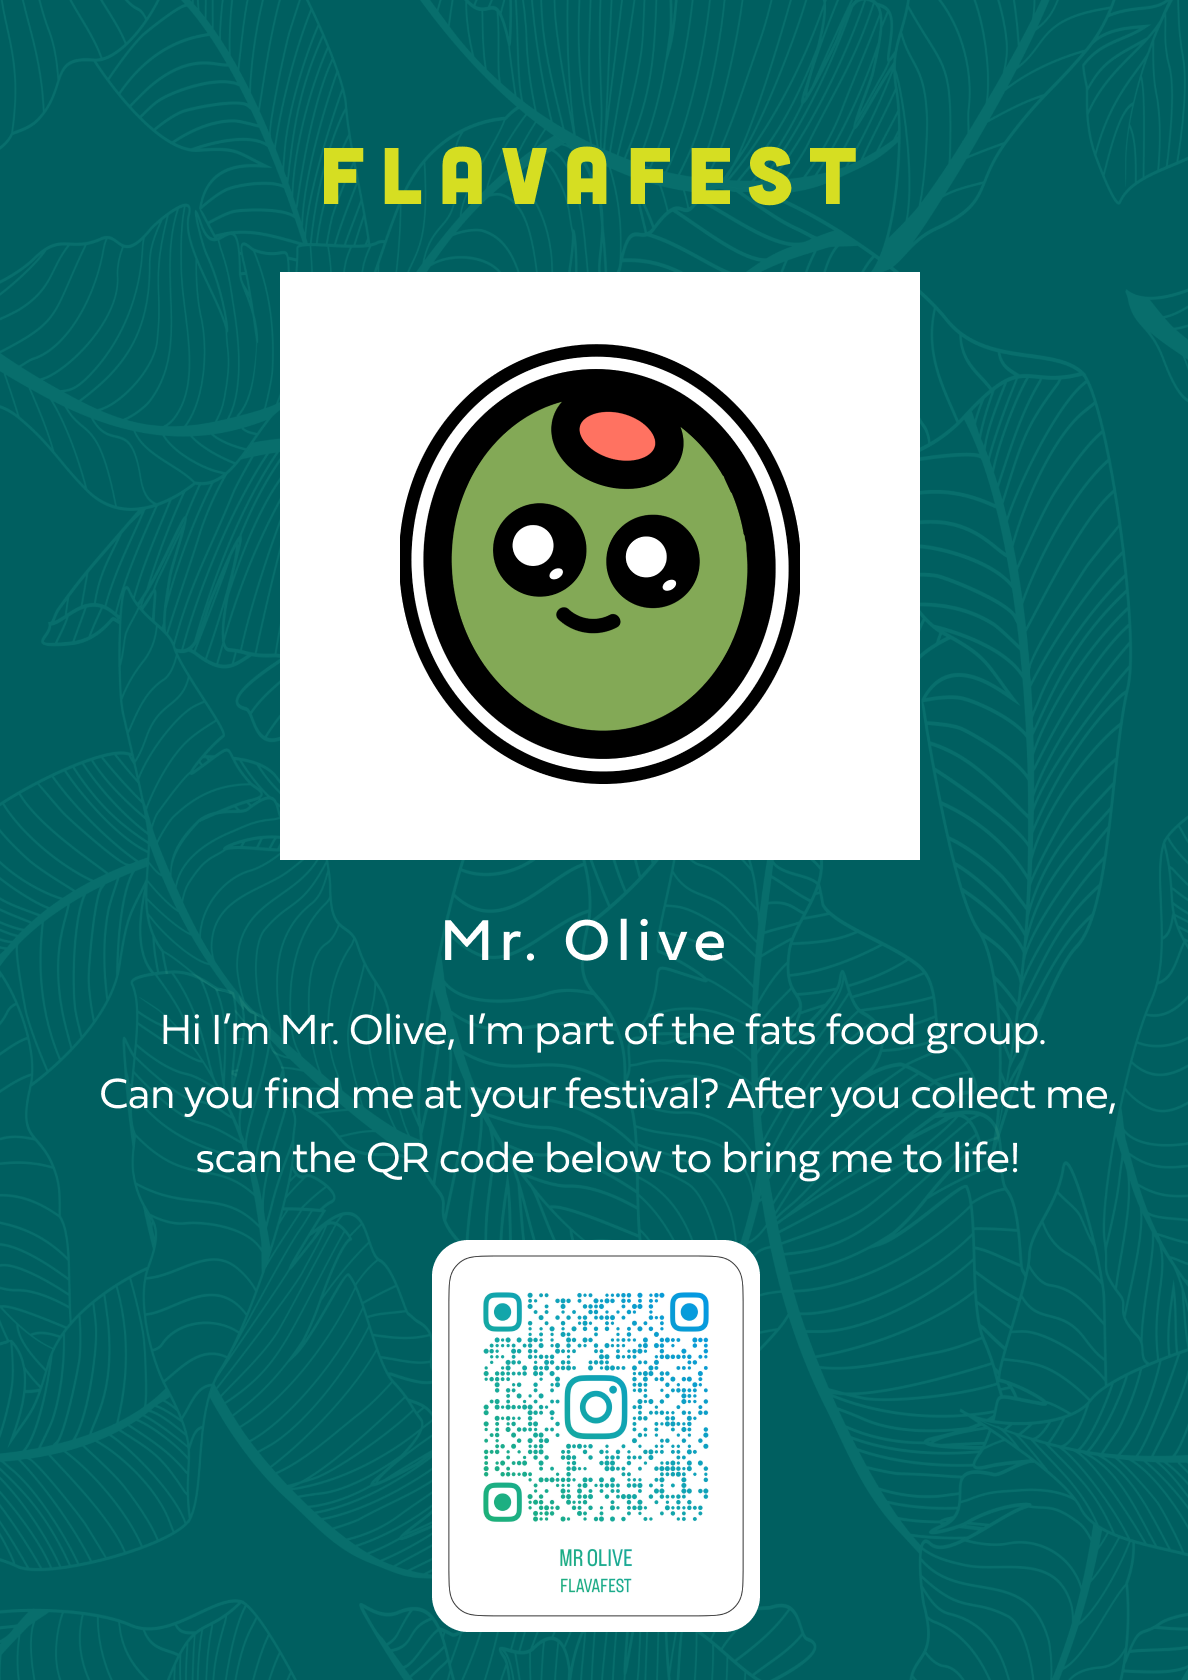 FLAVAFEST
Mr. Olive
Hi I'm Mr. Olive, I'm part of the fats food group.
Can you find me at your festival? After you collect me,
scan the QR code below to bring me to life!
MR OLIVE
FLAVAFEST